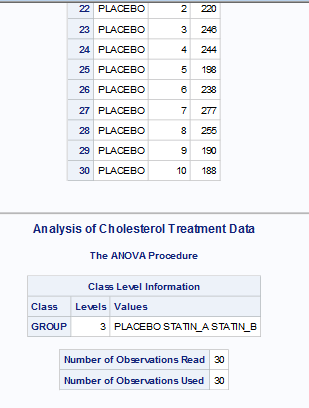 22 PLACEBO 2 220
23 PLACEBO 3 246
24 PLACEBO 4 244
25 PLACEBO 5 198
26 PLACEBO 6 238
27 PLACEBO 7 277
28 PLACEBO 8 255
29 PLACEBO 9 190
30 PLACEBO 10 188
Analysis of Cholesterol Treatment Data
The ANOVA Procedure
Class Level Information
Class Levels Values
GROUP 3 PLACEBO STATIN_A STATIN_B
Number of Observations Read 30
Number of Observations Used 30